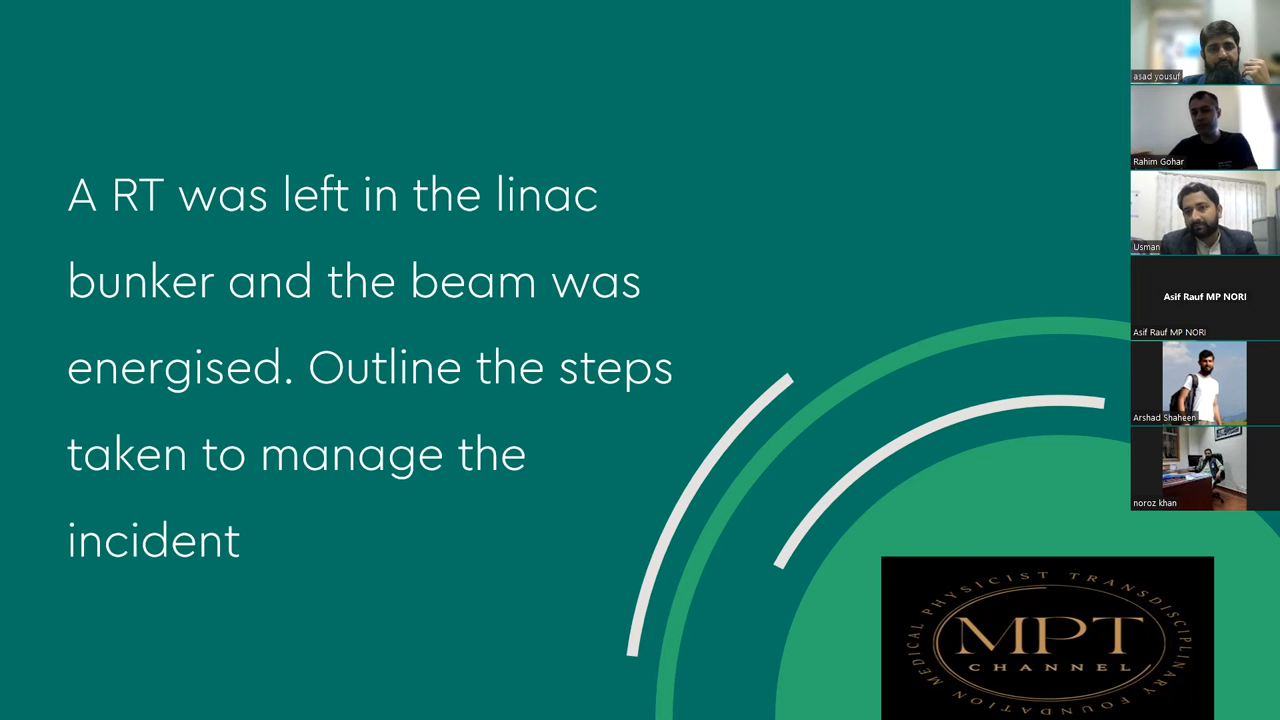 A RT was left in the linac
bunker and the beam was
energised. Outline the steps
taken to manage the
incident
asad yousuf
Rahim Gohar
Usman
Asif Rauf MP NORI
Asif Rauf MP NORI
Arshad Shaheen
noroz khan
MEDICAL PHYSICIST TRANSDISCIPLINARY FOUNDATION
MPT
CHANNEL